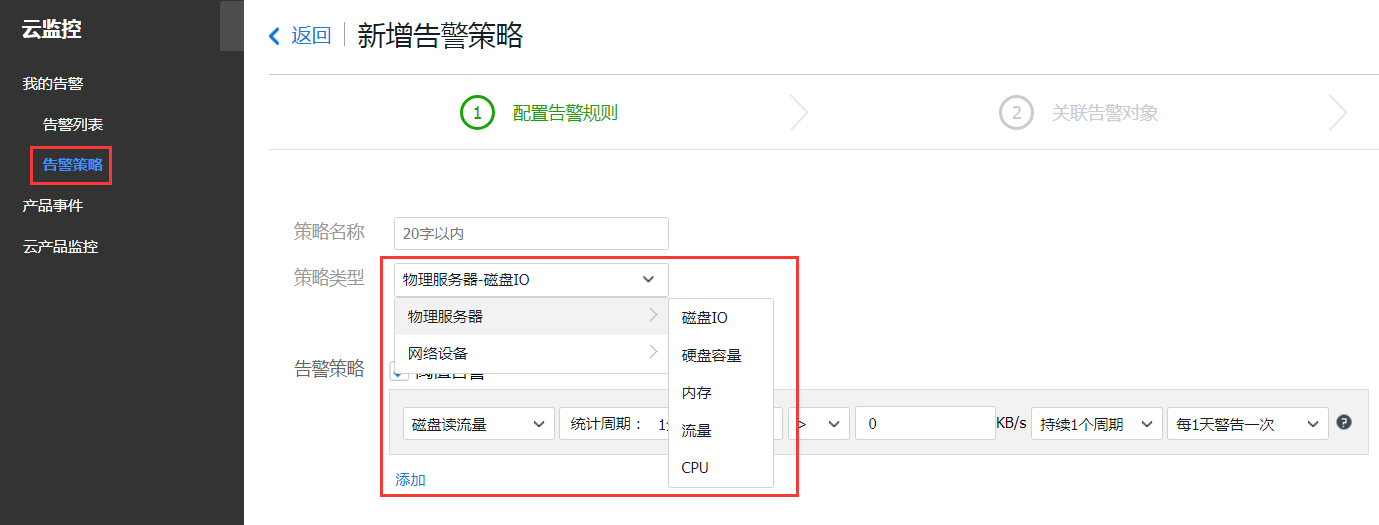 云监控
我的告警
告警列表
告警策略
产品事件
云产品监控
返回 新增告警策略
1 配置告警规则 2 关联告警对象
策略名称 20字以内
策略类型 物理服务器-磁盘IO
物理服务器
网络设备
磁盘IO
硬盘容量
内存
流量
CPU
告警策略
磁盘读流量 统计周期： > 0 KB/s 持续1个周期 每1天警告一次 ?
添加